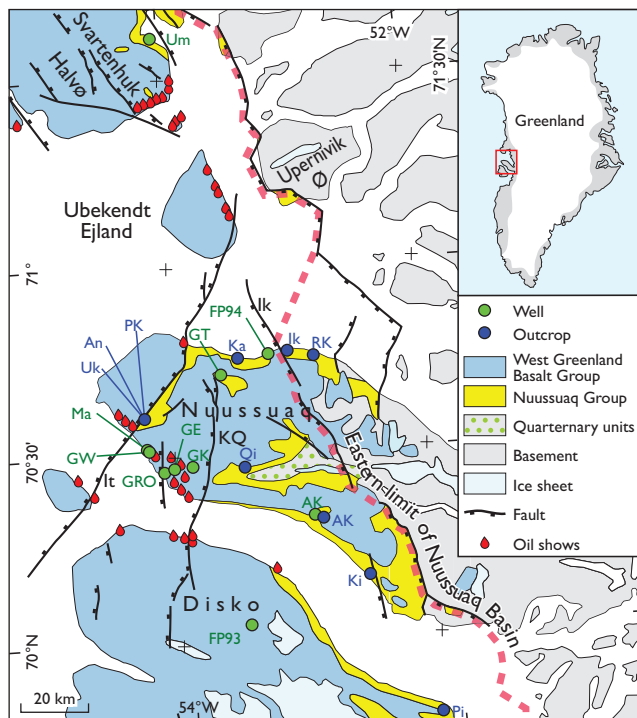 Svartenhuk
Halvø
Um
52°W
71°30'N
Upernivik
Ø
Greenland
Ubekendt
Ejland
71°
FP94
Ik
PK
An
Uk
GT
Ka
Ik
RK
Nuussuaq
Ma
GE
KQ
GW
GK
Qi
70°30'
GRO
It
AK
AK
Eastern-limit of Nuussuaq Basin
Ki
Disko
FP93
70°N
20 km
54°W
Pi
Well
Outcrop
West Greenland
Basalt Group
Nuussuaq Group
Quarternary units
Basement
Ice sheet
Fault
Oil shows